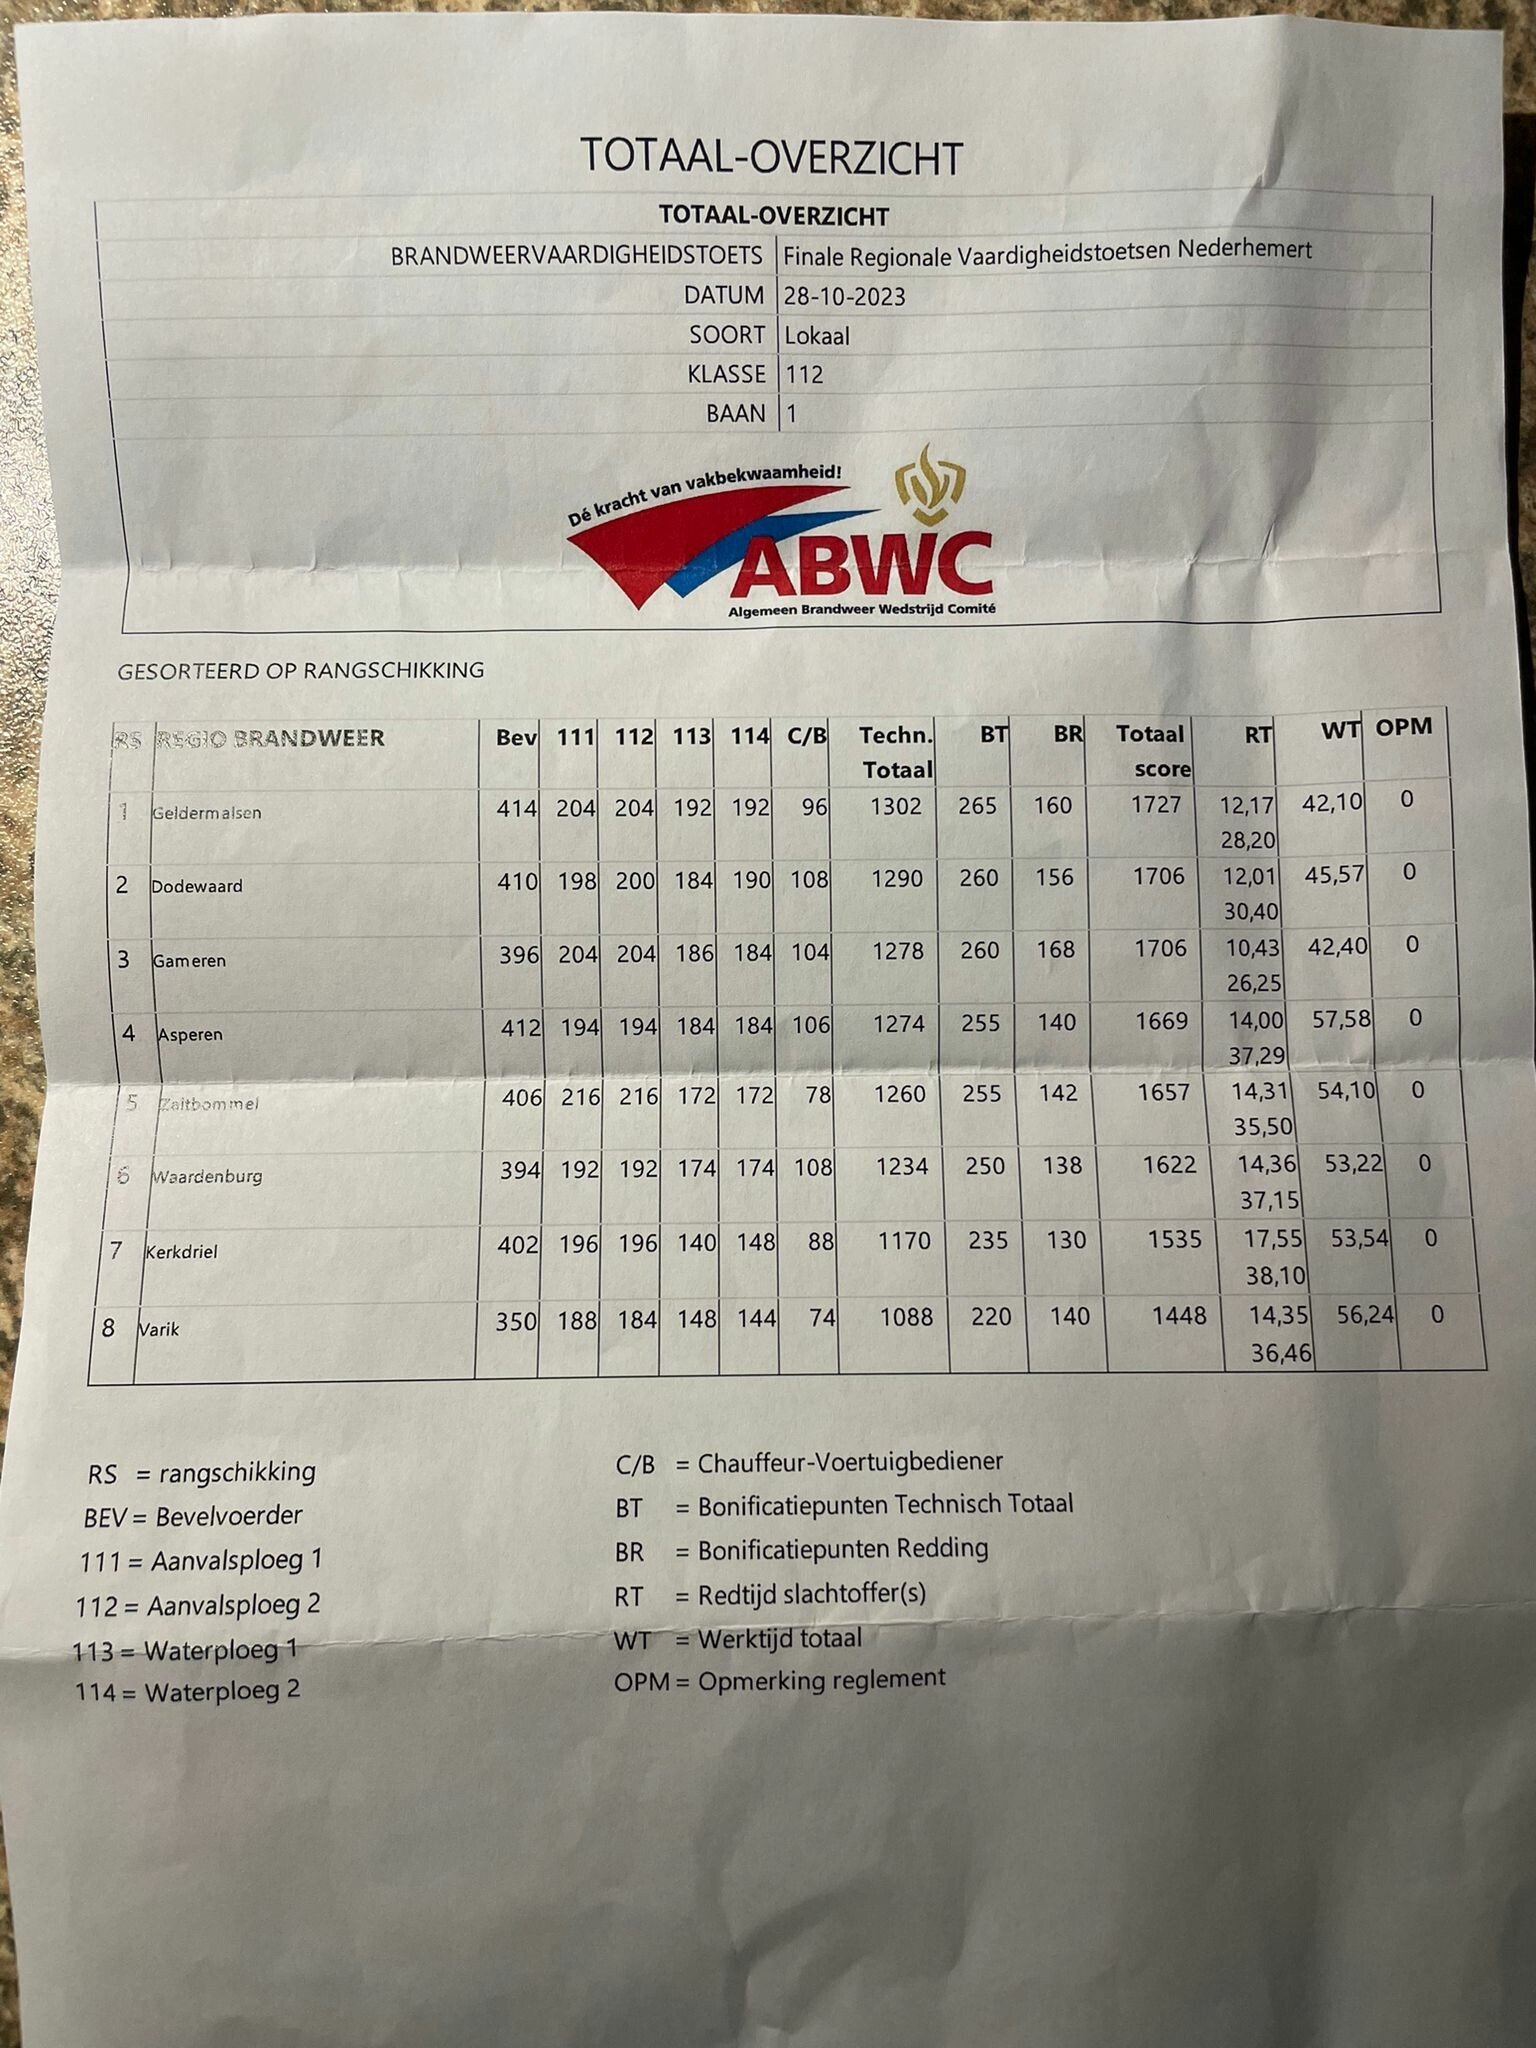 TOTAAL-OVERZICHT
TOTAAL-OVERZICHT
BRANDWEERVAARDIGHEIDSTOETS Finale Regionale Vaardigheidstoetsen Nederhemert
DATUM 28-10-2023
SOORT Lokaal
KLASSE 112
BAAN 1
Dé kracht van vakbekwaamheid!
ABWC
Algemeen Brandweer Wedstrijd Comité
GESORTEERD OP RANGSCHIKKING
RS REGIO BRANDWEER Bev 111 112 113 114 C/B Techn. BT BR Totaal RT WT OPM
Totaal score
1 Geldermalsen 414 204 204 192 192 96 1302 265 160 1727 12,17 42,10 0
28,20
2 Dodewaard 410 198 200 184 190 108 1290 260 156 1706 12,01 45,57 0
30,40
3 Gameren 396 204 204 186 184 104 1278 260 168 1706 10,43 42,40 0
26,25
4 Asperen 412 194 194 184 184 106 1274 255 140 1669 14,00 57,58 0
37,29
5 Zaltbommel 406 216 216 172 172 78 1260 255 142 1657 14,31 54,10 0
35,50
6 Waardenburg 394 192 192 174 174 108 1234 250 138 1622 14,36 53,22 0
37,15
7 Kerkdriel 402 196 196 140 148 88 1170 235 130 1535 17,55 53,54 0
38,10
8 Varik 350 188 184 148 144 74 1088 220 140 1448 14,35 56,24 0
36,46
RS = rangschikking
BEV = Bevelvoerder
111 = Aanvalsploeg 1
112 = Aanvalsploeg 2
113 = Waterploeg 1
114 = Waterploeg 2
C/B = Chauffeur-Voertuigbediener
BT = Bonificatiepunten Technisch Totaal
BR = Bonificatiepunten Redding
RT = Redtijd slachtoffer(s)
WT = Werktijd totaal
OPM = Opmerking reglement